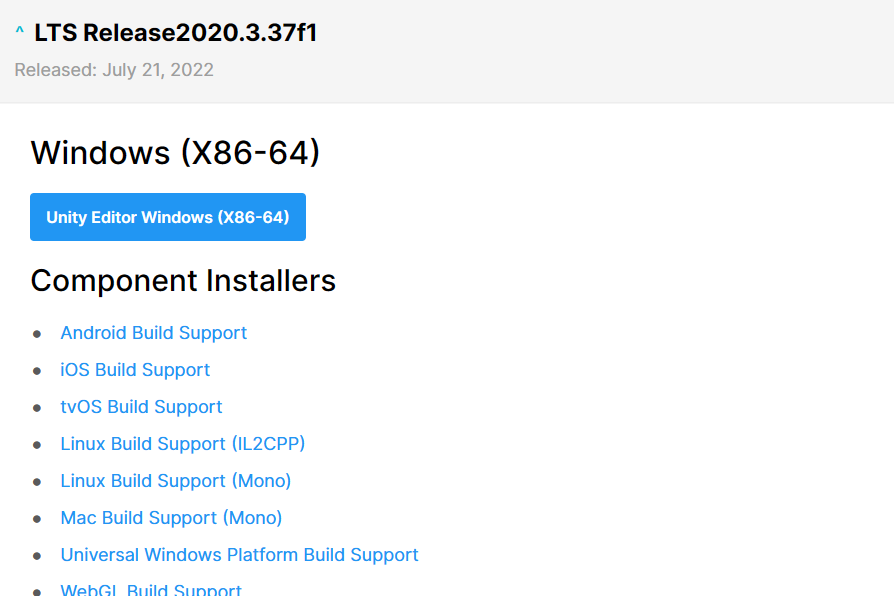 ^ LTS Release2020.3.37f1
Released: July 21, 2022
Windows (X86-64)
Unity Editor Windows (X86-64)
Component Installers
• Android Build Support
• iOS Build Support
• tvOS Build Support
• Linux Build Support (IL2CPP)
• Linux Build Support (Mono)
• Mac Build Support (Mono)
• Universal Windows Platform Build Support
• WebGL Build Support